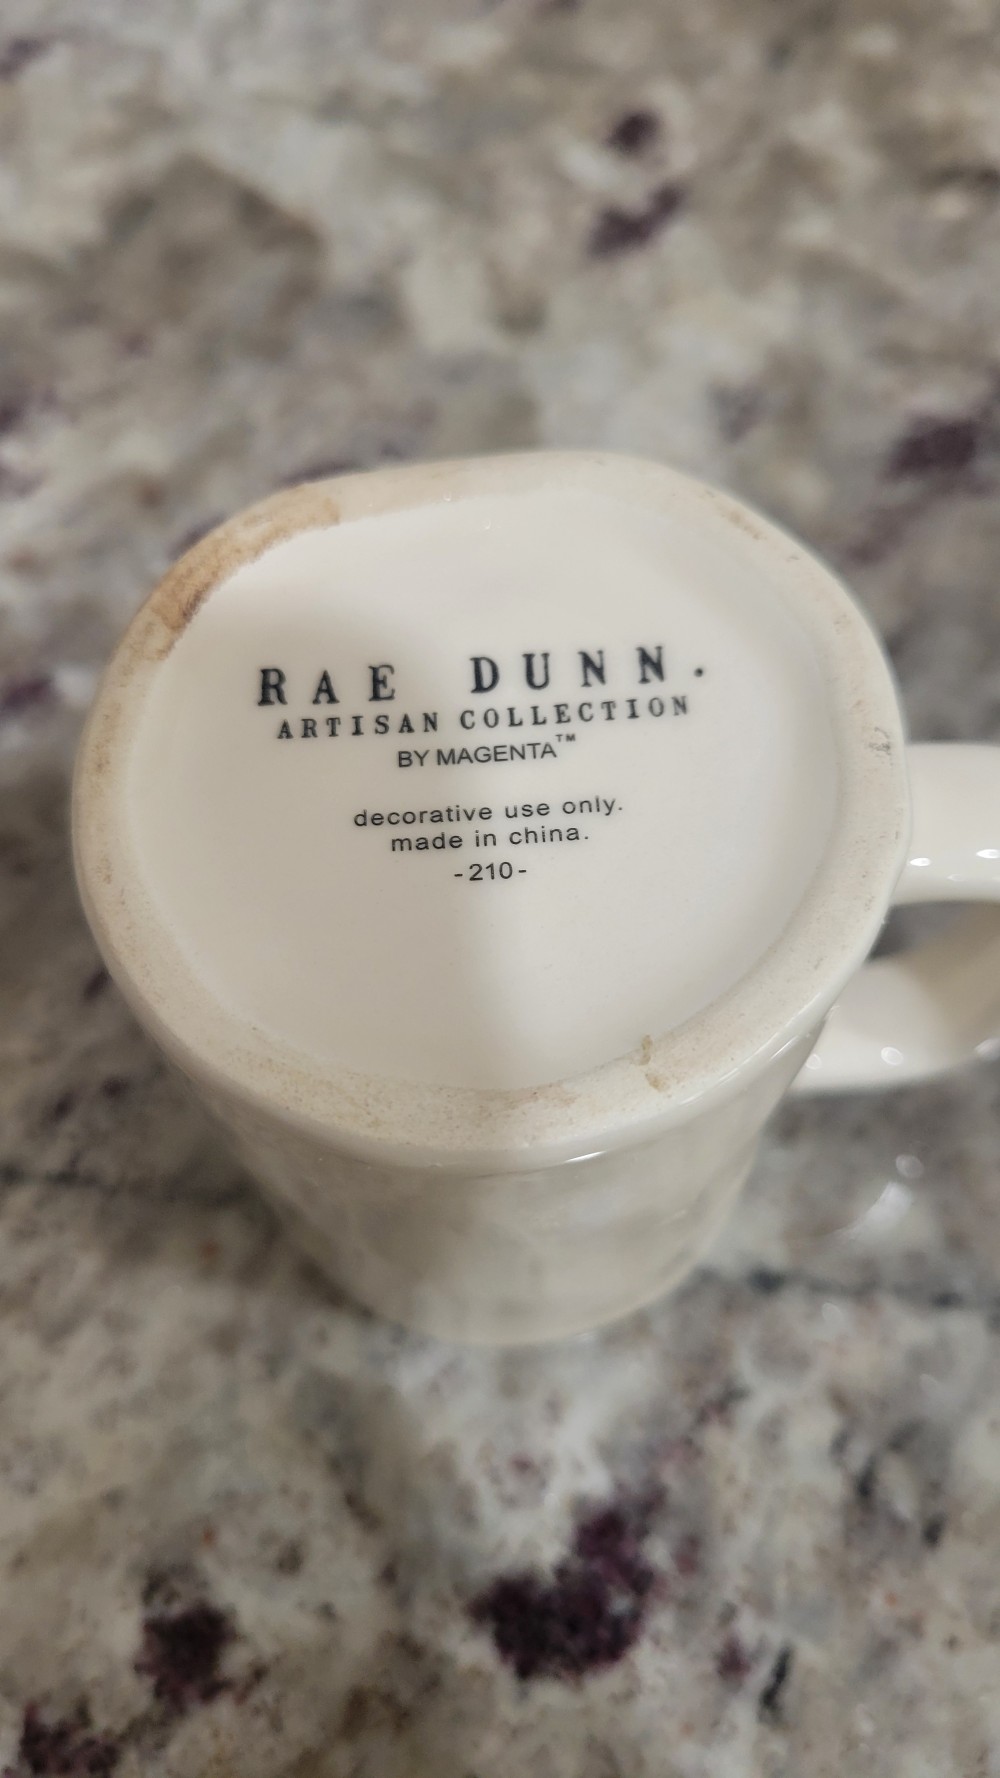 RAE DUNN.
ARTISAN COLLECTION
BY MAGENTA™
decorative use only.
made in china.
-210-